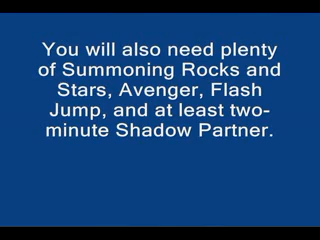 You will also need plenty
of Summoning Rocks and
Stars, Avenger, Flash
Jump, and at least two-
minute Shadow Partner.